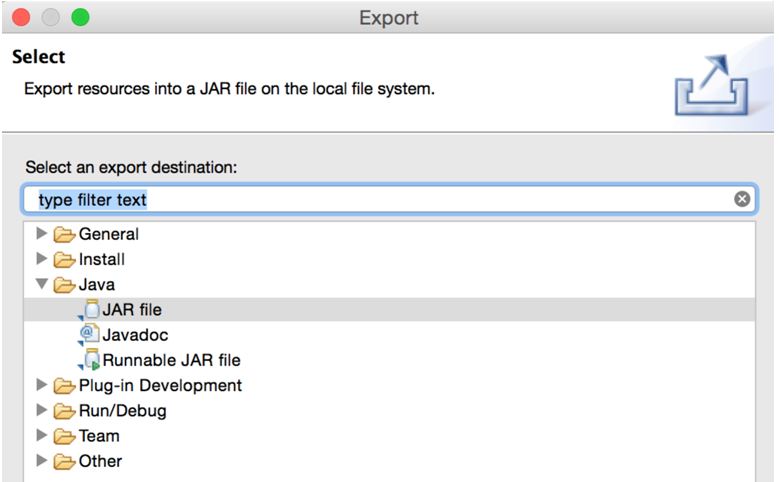 Export
Select
Export resources into a JAR file on the local file system.
Select an export destination:
type filter text
General
Install
Java
JAR file
Javadoc
Runnable JAR file
Plug-in Development
Run/Debug
Team
Other